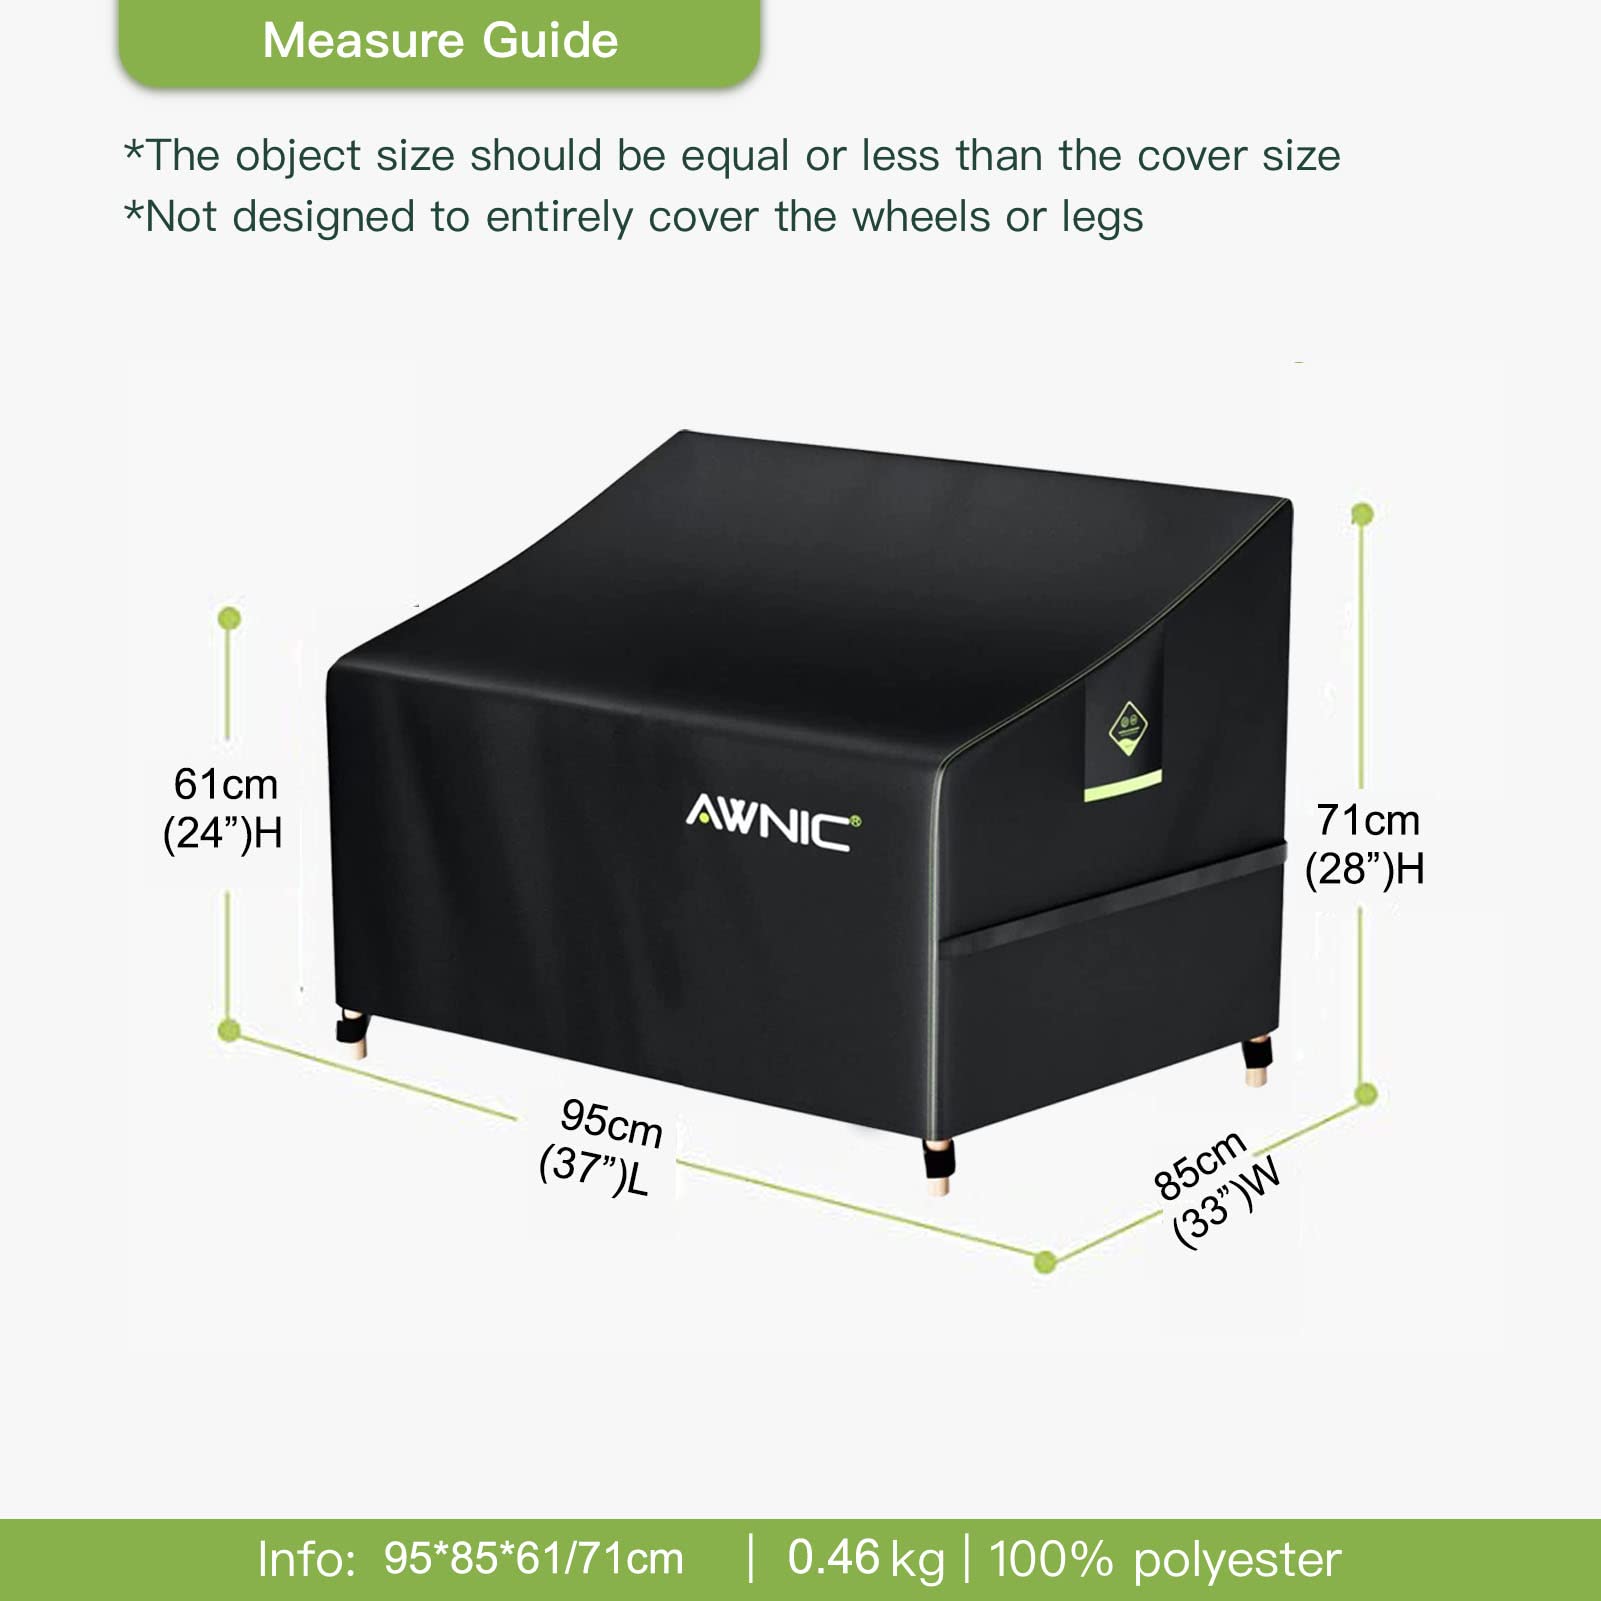 Measure Guide
*The object size should be equal or less than the cover size
*Not designed to entirely cover the wheels or legs
61cm
(24”)H
AWNIC®
71cm
(28”)H
95cm
(37”)L
85cm
(33”)W
Info: 95*85*61/71cm | 0.46kg | 100% polyester